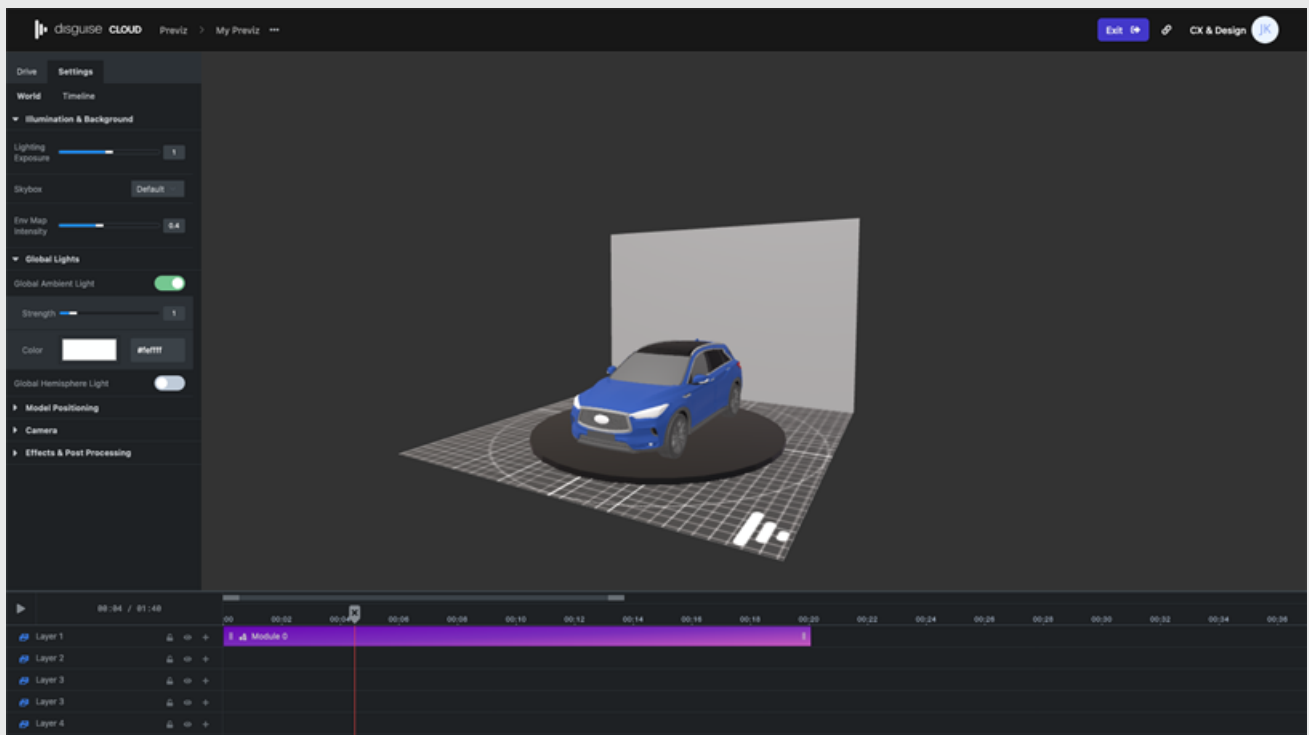 disguise CLOUD Previz > My Previz ••• Exit CX & Design JK
Drive Settings
World Timeline
Illumination & Background
Lighting
Exposure
1
Skybox Default
Env Map
Intensity
0.4
Global Lights
Global Ambient Light
Strength 1
Color #feffff
Global Hemisphere Light
Model Positioning
Camera
Effects & Post Processing
00:04 / 01:40
:00 00:02 00:04 00:06 00:08 00:10 00:12 00:14 00:16 00:18 00:20 00:22 00:24 00:26 00:28 00:30 00:32 00:34 00:36
Layer 1 Module 0
Layer 2
Layer 3
Layer 3
Layer 4